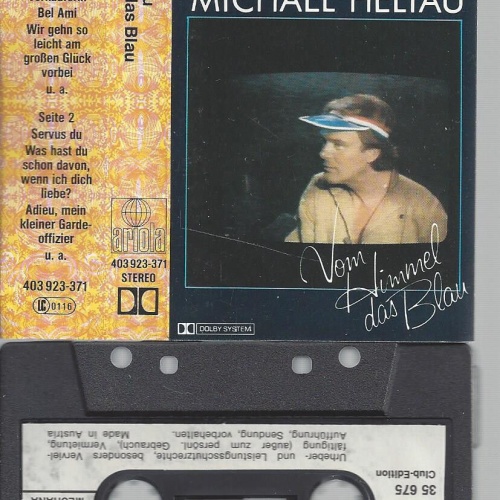 Bel Ami
Wir gehn so
leicht am
großen Glück
vorbei
u. a.
Seite 2
Servus du
Was hast du
schon davon,
wenn ich dich
liebe?
Adieu, mein
kleiner Garde-
offizier
u. a.
403 923-371
LC 0116
das Blau
ariola
403 923-371
STEREO
MICHAEL HELTAU
Vom
Himmel
das Blau
DOLBY SYSTEM
35 675
Club-Edition
Urheber- und Leistungsschutzrechte, besonders Verviel-
fältigung (außer zum persönl. Gebrauch), Vermietung,
Aufführung, Sendung, vorbehalten. Made in Austria